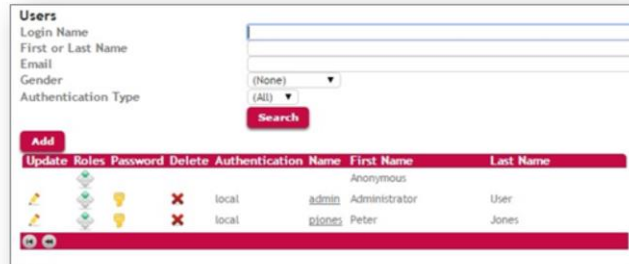 Users
Login Name
First or Last Name
Email
Gender (None)
Authentication Type (All)
Search
Add
Update Roles Password Delete Authentication Name First Name Last Name
Anonymous
local admin Administrator User
local pjones Peter Jones